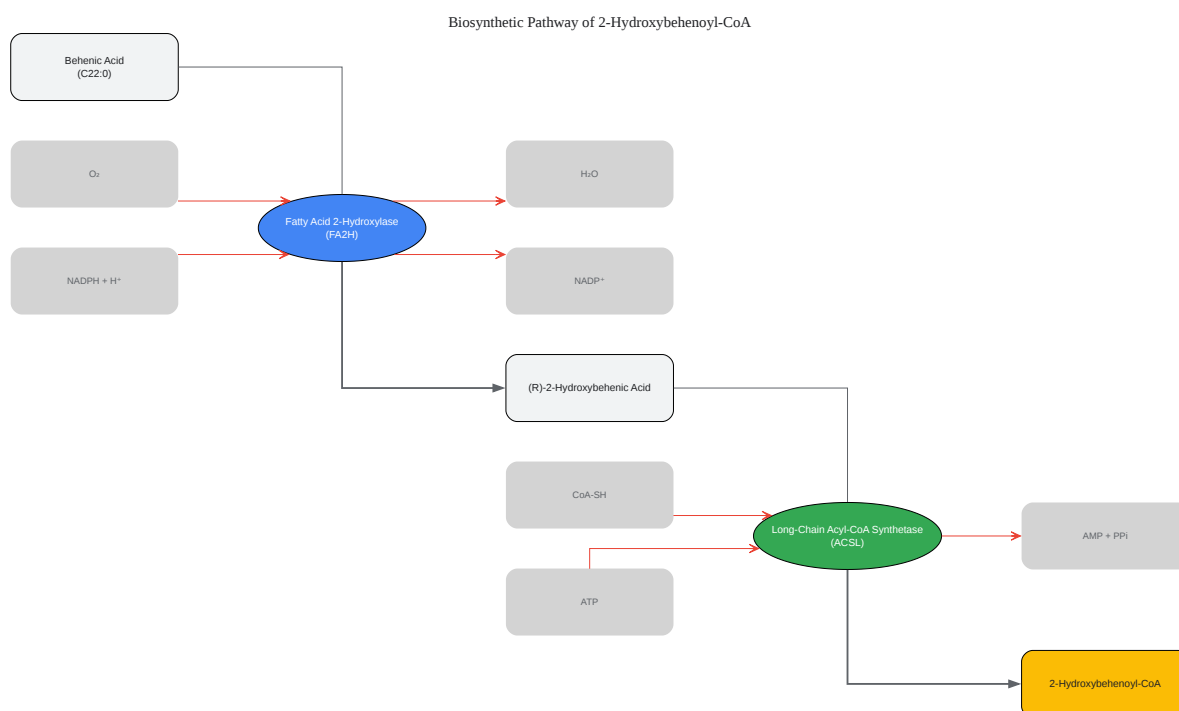 Biosynthetic Pathway of 2-Hydroxybehenoyl-CoA
Behenic Acid
(C22:0)
O₂
H₂O
Fatty Acid 2-Hydroxylase
(FA2H)
NADPH + H⁺
NADP⁺
(R)-2-Hydroxybehenic Acid
CoA-SH
Long-Chain Acyl-CoA Synthetase
(ACSL)
AMP + PPi
ATP
2-Hydroxybehenoyl-CoA